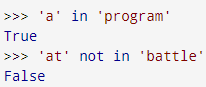 >>> 'a' in 'program'
True
>>> 'at' not in 'battle'
False